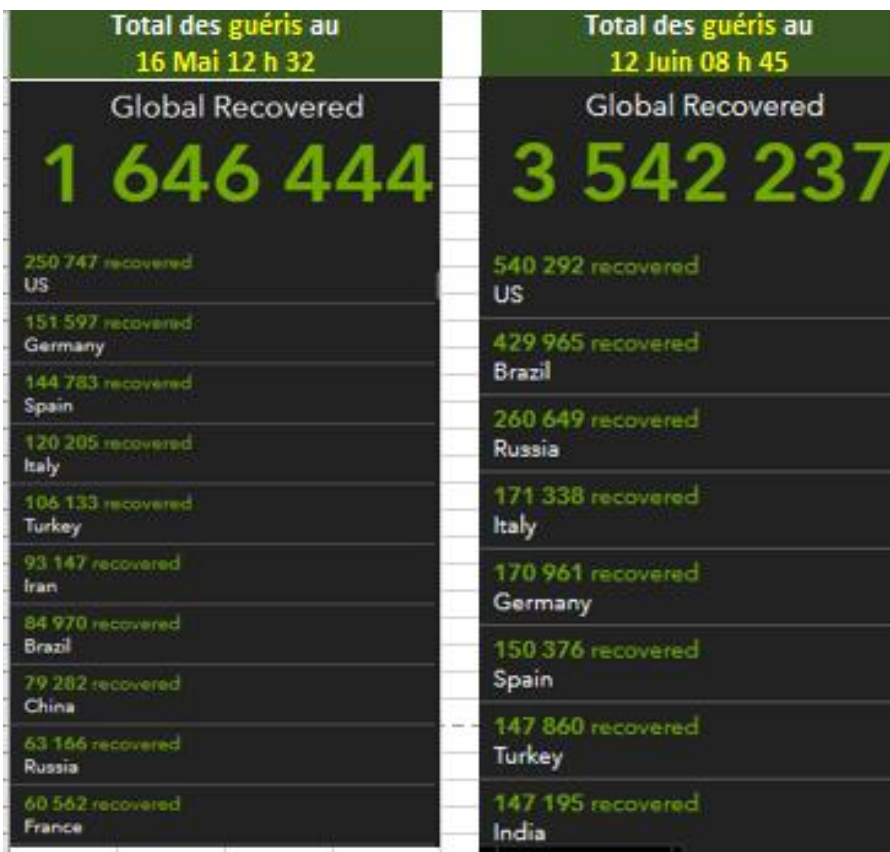 Total des guéris au
16 Mai 12 h 32
Global Recovered
1 646 444
250 747 recovered
US
151 597 recovered
Germany
144 783 recovered
Spain
120 205 recovered
Italy
106 133 recovered
Turkey
93 147 recovered
Iran
84 970 recovered
Brazil
79 282 recovered
China
63 166 recovered
Russia
60 562 recovered
France
Total des guéris au
12 Juin 08 h 45
Global Recovered
3 542 237
540 292 recovered
US
429 965 recovered
Brazil
260 649 recovered
Russia
171 338 recovered
Italy
170 961 recovered
Germany
150 376 recovered
Spain
147 860 recovered
Turkey
147 195 recovered
India